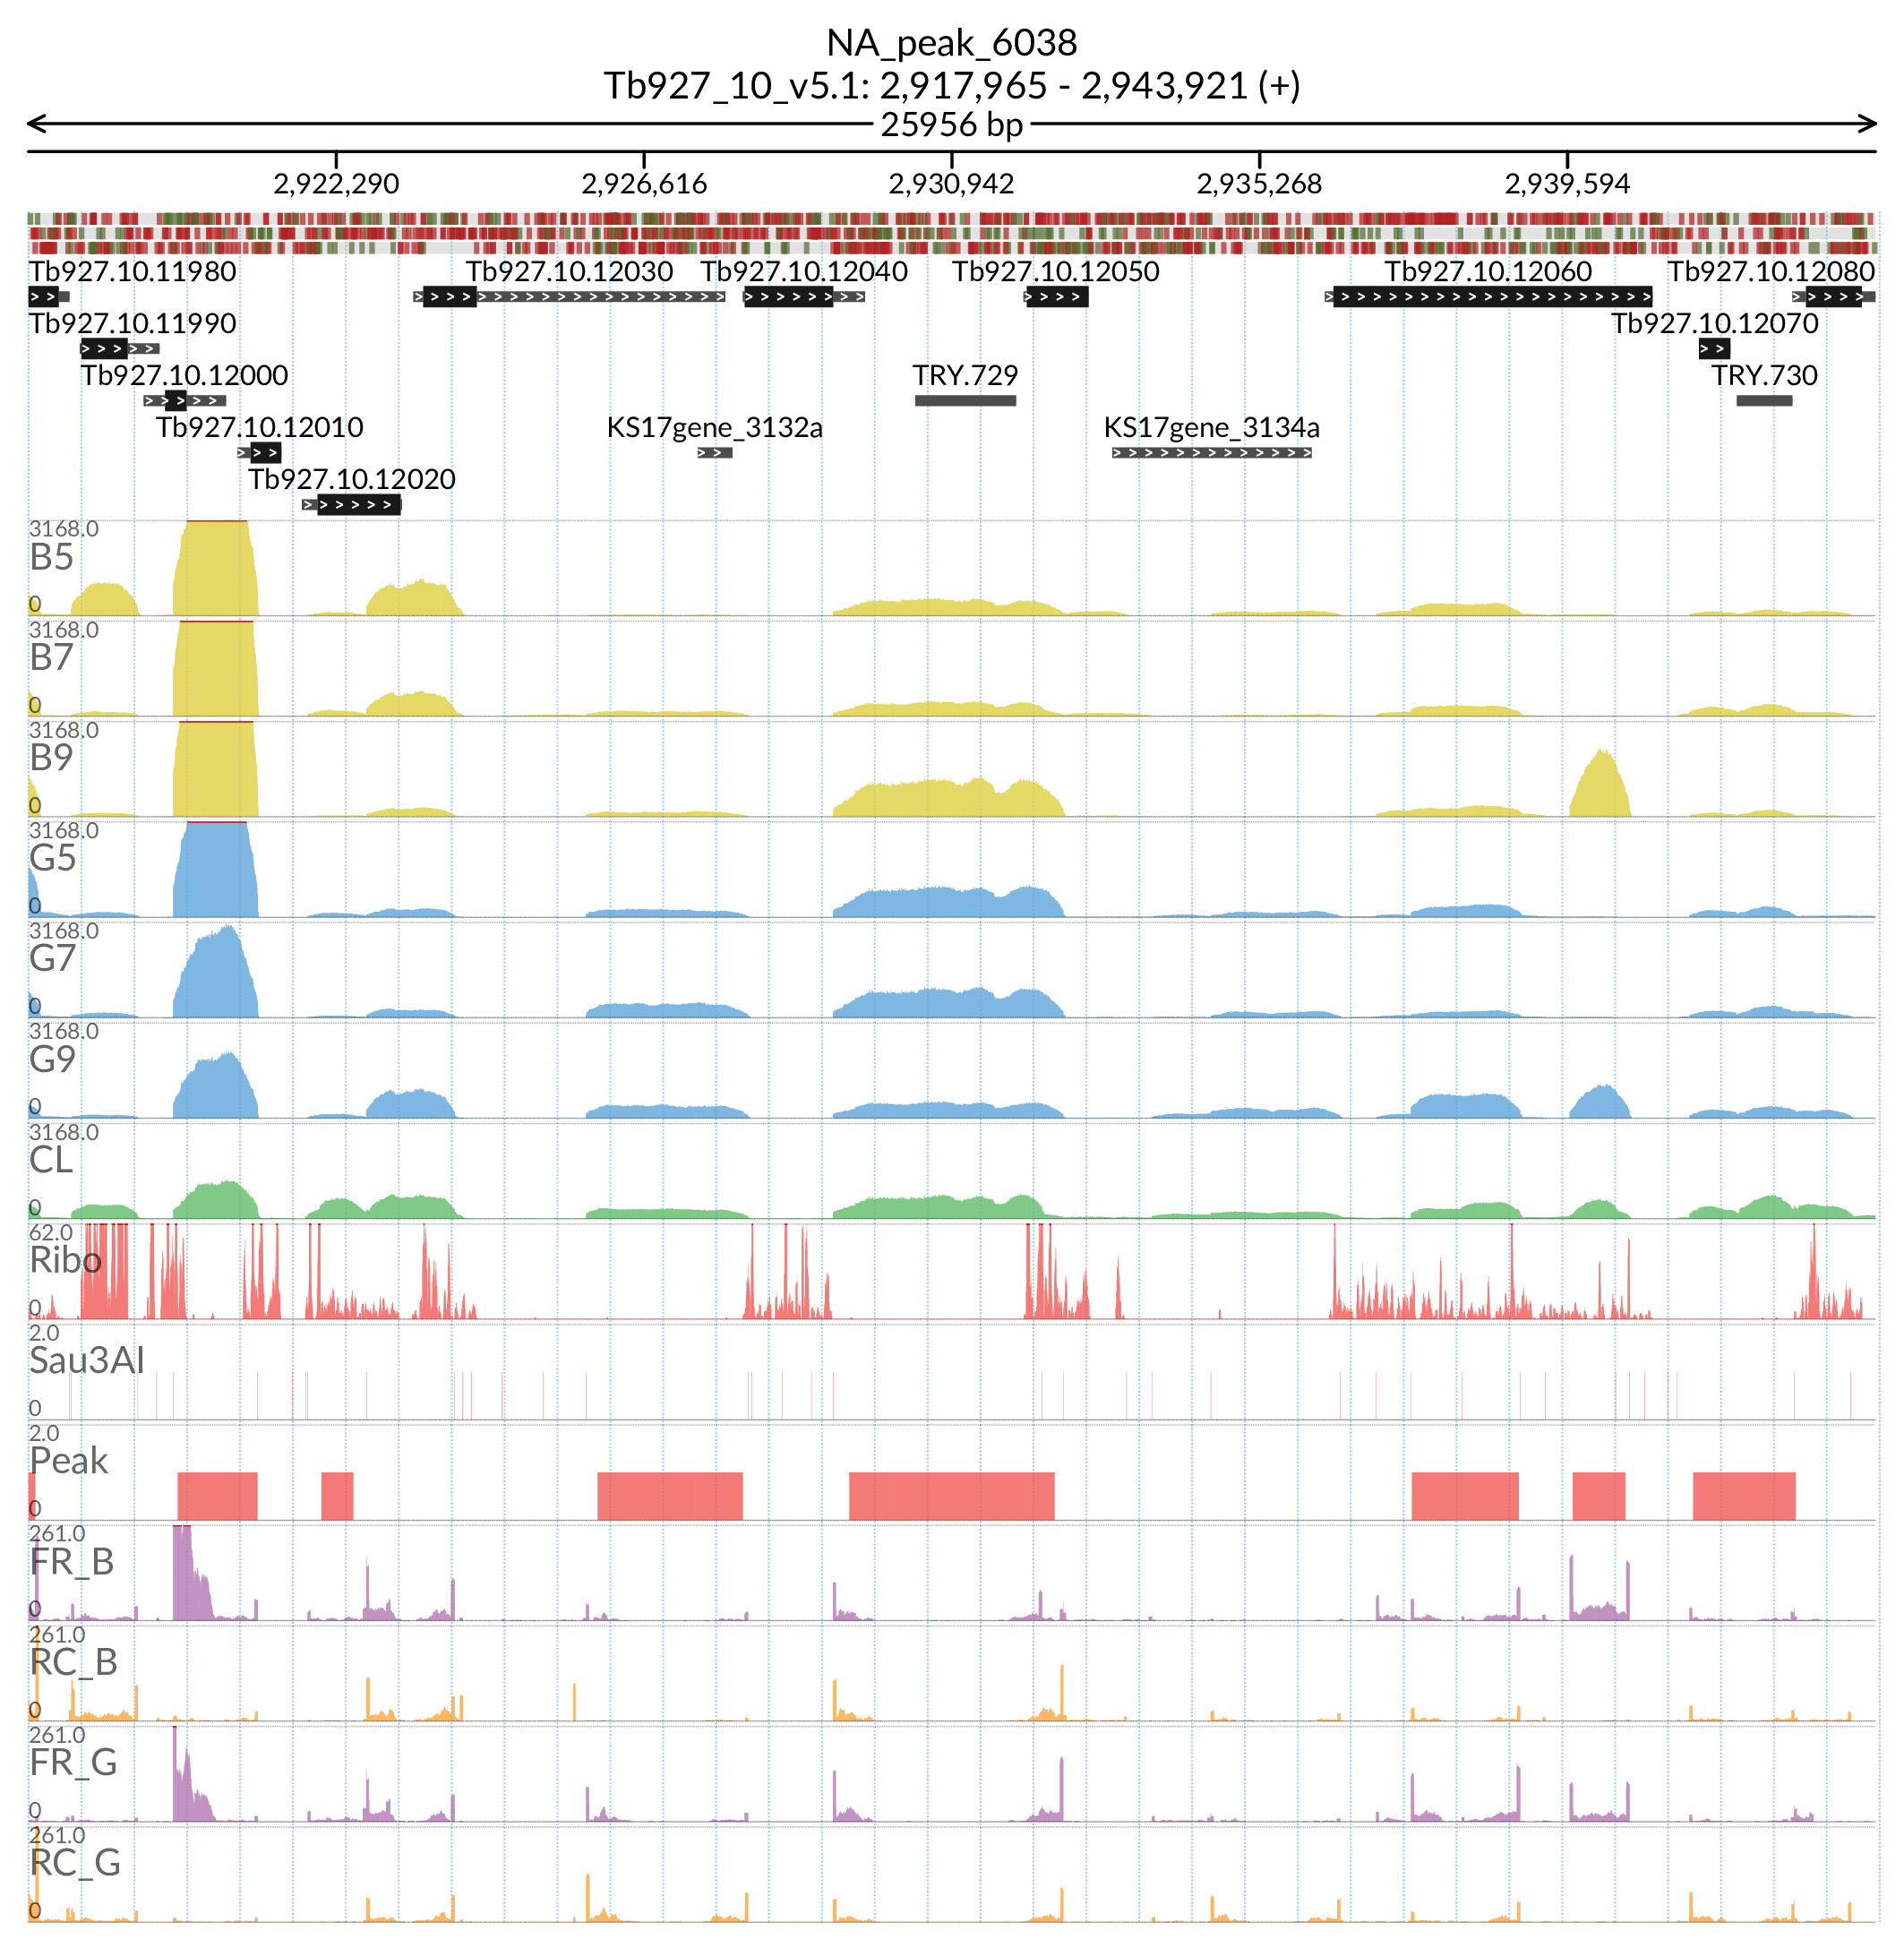 NA_peak_6038
Tb927_10_v5.1: 2,917,965 - 2,943,921 (+)
25956 bp
2,922,290 2,926,616 2,930,942 2,935,268 2,939,594
Tb927.10.11980 Tb927.10.12030 Tb927.10.12040 Tb927.10.12050 Tb927.10.12060 Tb927.10.12080
Tb927.10.11990 Tb927.10.12070
Tb927.10.12000 TRY.729 TRY.730
Tb927.10.12010 KS17gene_3132a KS17gene_3134a
Tb927.10.12020
3168.0
B5
0
3168.0
B7
0
3168.0
B9
0
3168.0
G5
0
3168.0
G7
0
3168.0
G9
0
3168.0
CL
0
62.0
Ribo
0
2.0
Sau3AI
0
2.0
Peak
0
261.0
FR_B
0
261.0
RC_B
0
261.0
FR_G
0
261.0
RC_G
0